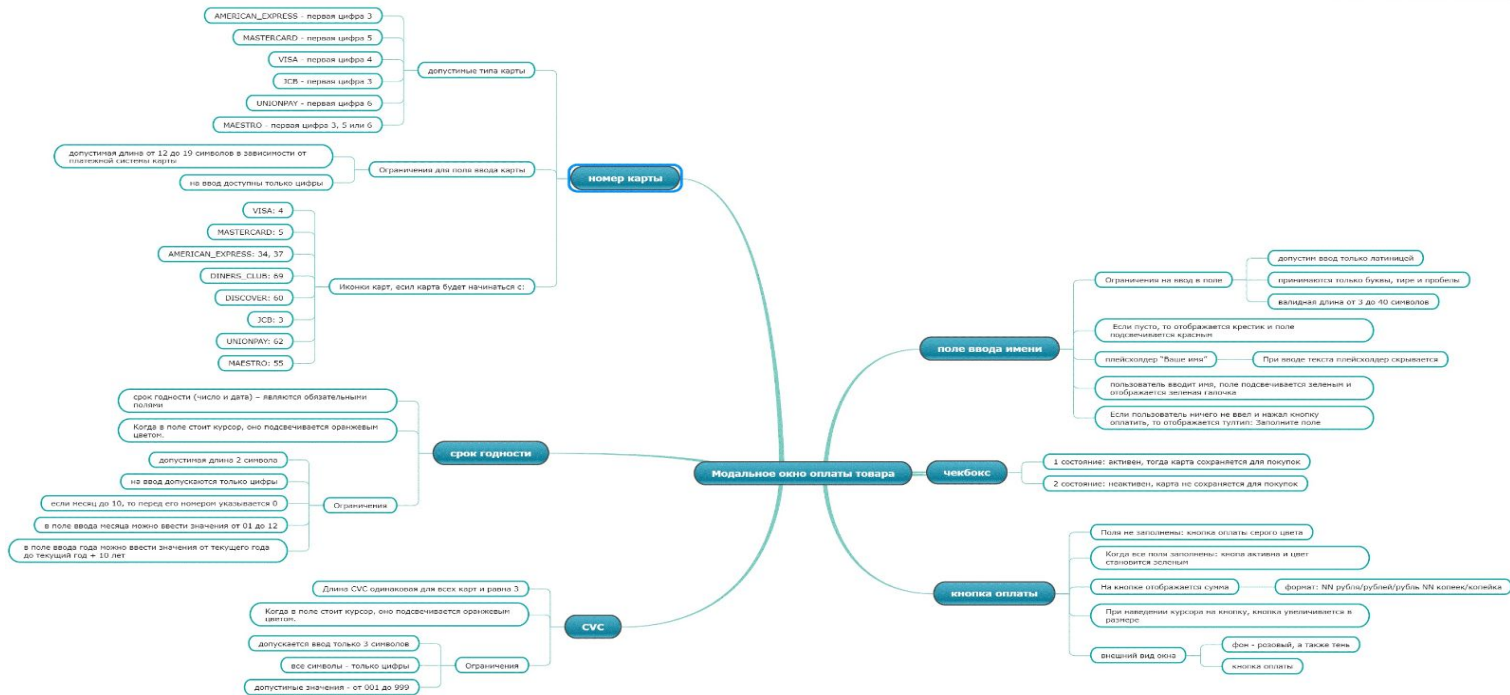 AMERICAN_EXPRESS - первая цифра 3
MASTERCARD - первая цифра 5
VISA - первая цифра 4
JCB - первая цифра 3
UNIONPAY - первая цифра 6
MAESTRO - первая цифра 3, 5 или 6
допустимые типа карты
допустимая длина от 12 до 19 символов в зависимости от
платежной системы карты
на ввод доступны только цифры
Ограничения для поля ввода карты
номер карты
VISA: 4
MASTERCARD: 5
AMERICAN_EXPRESS: 34, 37
DINERS_CLUB: 69
DISCOVER: 60
JCB: 3
UNIONPAY: 62
MAESTRO: 55
Иконки карт, есил карта будет начинаться с:
срок годности (число и дата) – являются обязательными
полями
Когда в поле стоит курсор, оно подсвечивается оранжевым
цветом.
срок годности
допустимая длина 2 символа
на ввод допускаются только цифры
если месяц до 10, то перед его номером указывается 0
в поле ввода месяца можно ввести значения от 01 до 12
в поле ввода года можно ввести значения от текущего года
до текущий год + 10 лет
Ограничения
Длина CVC одинаковая для всех карт и равна 3
Когда в поле стоит курсор, оно подсвечивается оранжевым
цветом.
CVC
допускается ввод только 3 символов
все символы - только цифры
допустимые значения - от 001 до 999
Ограничения
Модальное окно оплаты товара
поле ввода имени
Ограничения на ввод в поле
допустим ввод только латиницей
принимаются только буквы, тире и пробелы
валидная длина от 3 до 40 символов
Если пусто, то отображается крестик и поле
подсвечивается красным
плейсхолдер "Ваше имя"
При вводе текста плейсхолдер скрывается
пользователь вводит имя, поле подсвечивается зеленым и
отображается зеленая галочка
Если пользователь ничего не ввел и нажал кнопку
оплатить, то отображается тултип: Заполните поле
чекбокс
1 состояние: активен, тогда карта сохраняется для покупок
2 состояние: неактивен, карта не сохраняется для покупок
кнопка оплаты
Поля не заполнены: кнопка оплаты серого цвета
Когда все поля заполнены: кнопа активна и цвет
становится зеленым
На кнопке отображается сумма
формат: NN рубля/рублей/рубль NN копеек/копейка
При наведении курсора на кнопку, кнопка увеличивается в
размере
внешний вид окна
фон - розовый, а также тень
кнопка оплаты